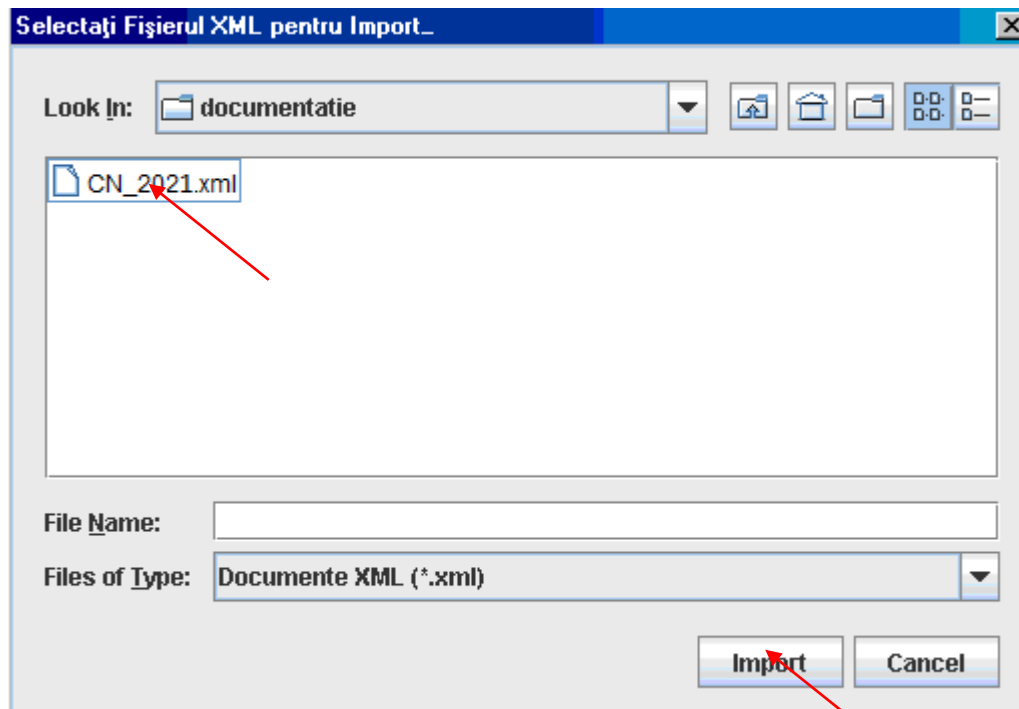 Selectaţi Fişierul XML pentru Import...
Look In: documentatie
CN_2021.xml
File Name:
Files of Type: Documente XML (*.xml)
Import Cancel